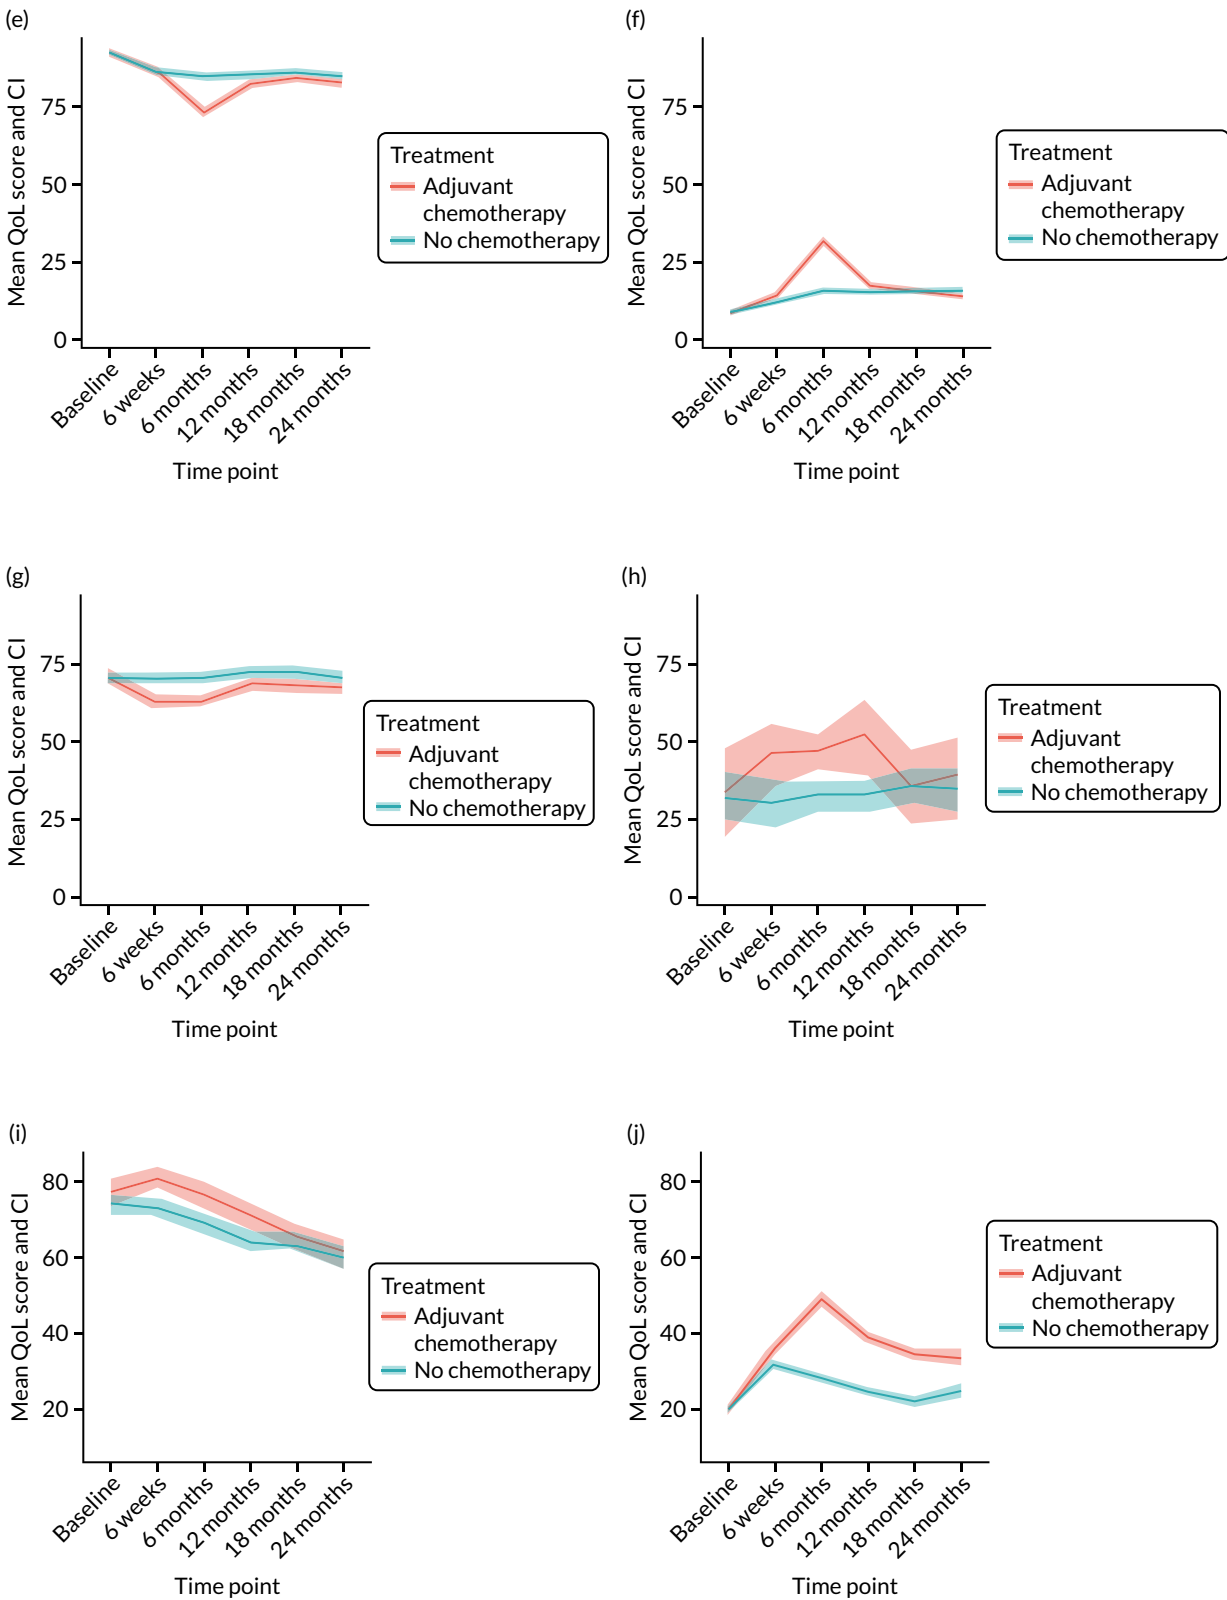 (e)
Mean QoL score and CI
75
50
25
0
Baseline
6 weeks
6 months
12 months
18 months
24 months
Time point
Treatment
Adjuvant
chemotherapy
No chemotherapy
(f)
Mean QoL score and CI
75
50
25
0
Baseline
6 weeks
6 months
12 months
18 months
24 months
Time point
Treatment
Adjuvant
chemotherapy
No chemotherapy
(g)
Mean QoL score and CI
75
50
25
0
Baseline
6 weeks
6 months
12 months
18 months
24 months
Time point
Treatment
Adjuvant
chemotherapy
No chemotherapy
(h)
Mean QoL score and CI
75
50
25
0
Baseline
6 weeks
6 months
12 months
18 months
24 months
Time point
Treatment
Adjuvant
chemotherapy
No chemotherapy
(i)
Mean QoL score and CI
80
60
40
20
Baseline
6 weeks
6 months
12 months
18 months
24 months
Time point
Treatment
Adjuvant
chemotherapy
No chemotherapy
(j)
Mean QoL score and CI
80
60
40
20
Baseline
6 weeks
6 months
12 months
18 months
24 months
Time point
Treatment
Adjuvant
chemotherapy
No chemotherapy